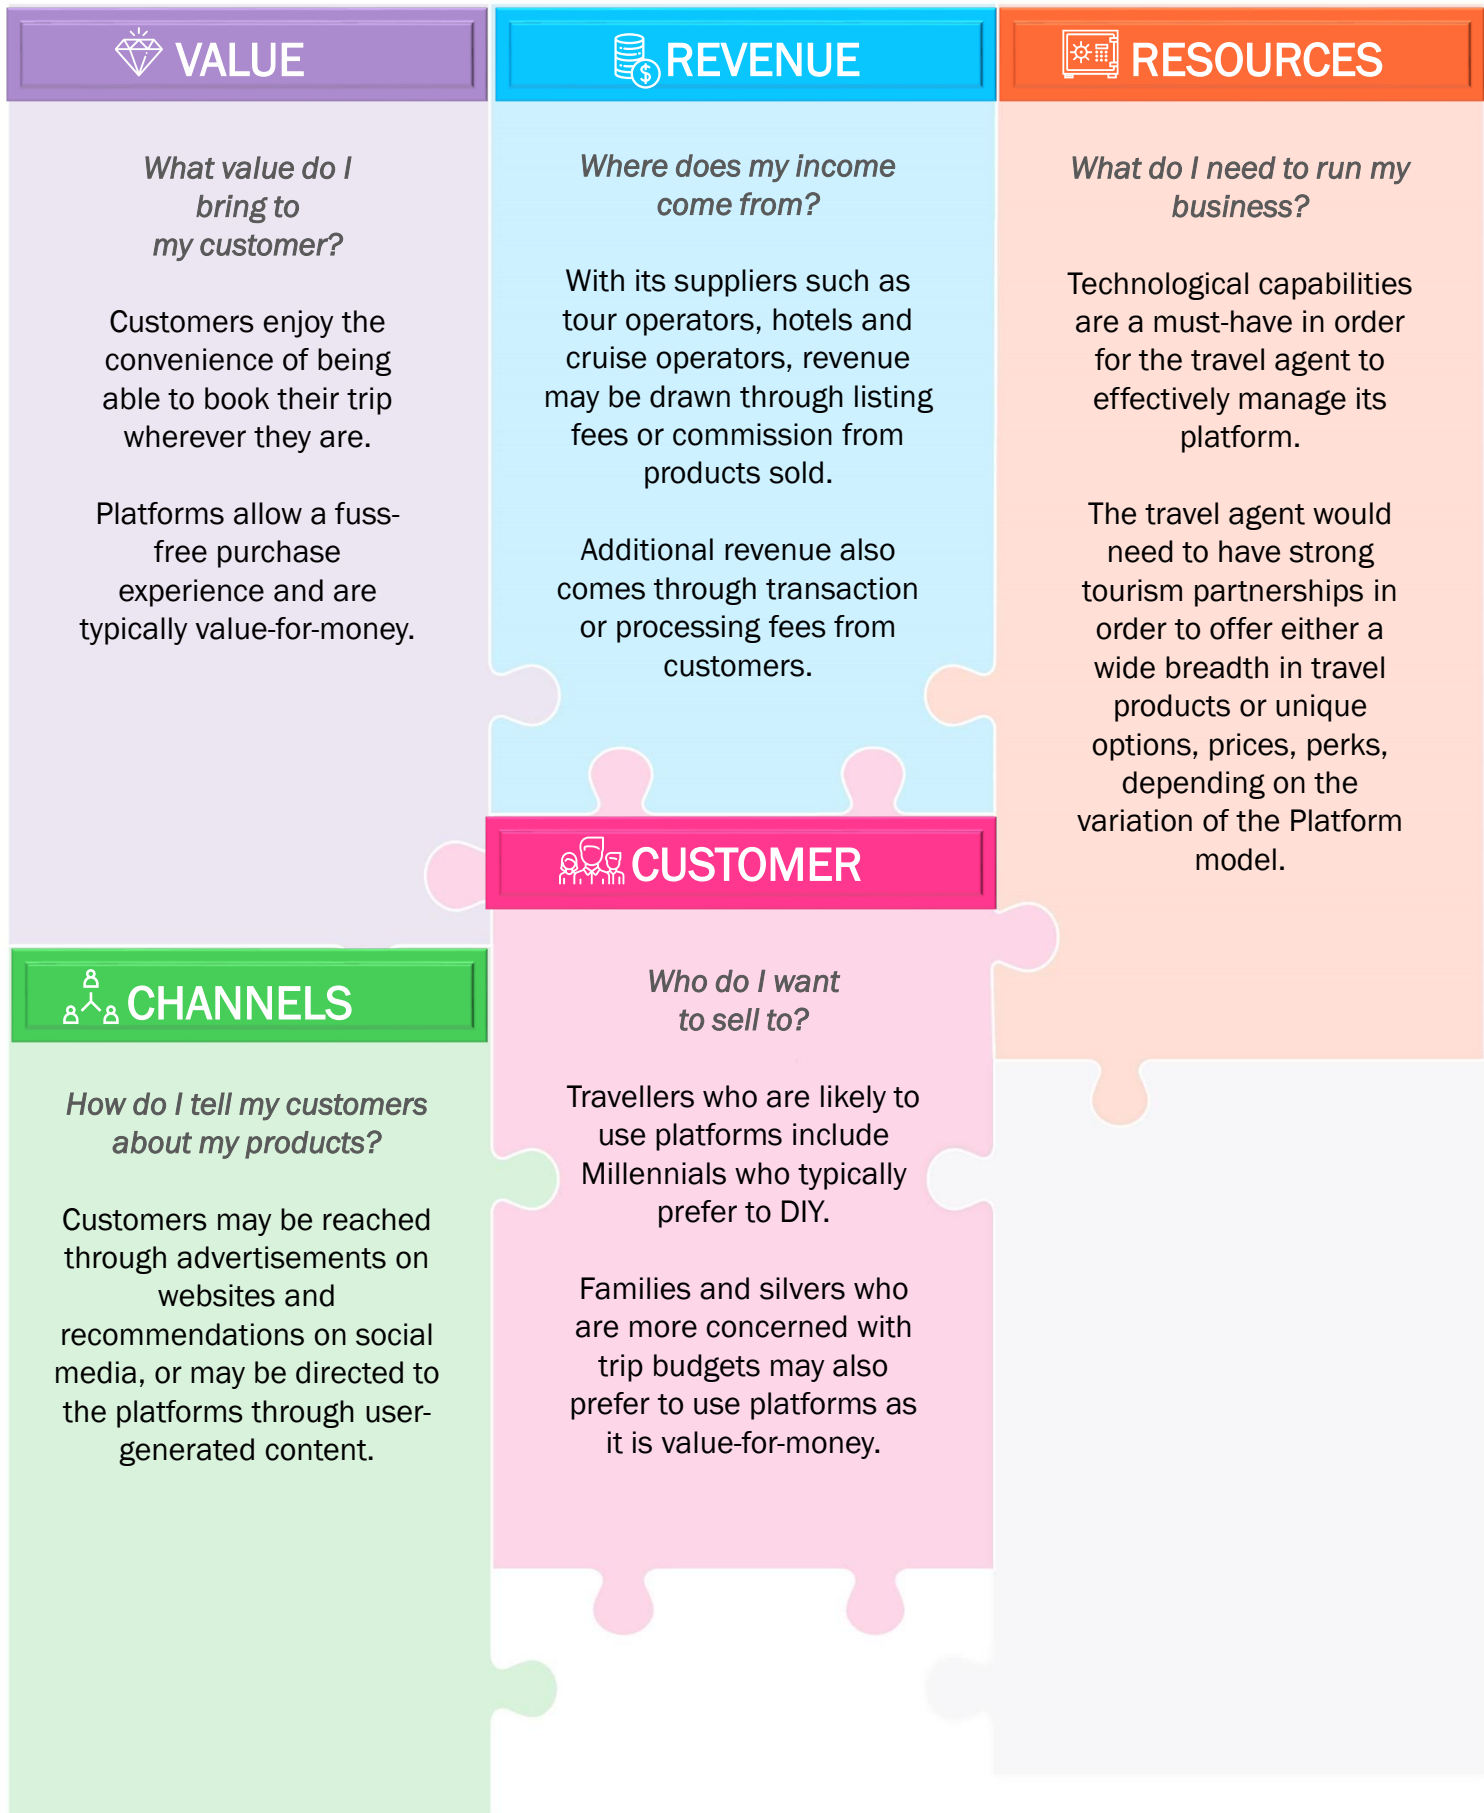 VALUE
What value do I
bring to
my customer?
Customers enjoy the
convenience of being
able to book their trip
wherever they are.
Platforms allow a fuss-
free purchase
experience and are
typically value-for-money.
REVENUE
Where does my income
come from?
With its suppliers such as
tour operators, hotels and
cruise operators, revenue
may be drawn through listing
fees or commission from
products sold.
Additional revenue also
comes through transaction
or processing fees from
customers.
RESOURCES
What do I need to run my
business?
Technological capabilities
are a must-have in order
for the travel agent to
effectively manage its
platform.
The travel agent would
need to have strong
tourism partnerships in
order to offer either a
wide breadth in travel
products or unique
options, prices, perks,
depending on the
variation of the Platform
model.
CHANNELS
How do I tell my customers
about my products?
Customers may be reached
through advertisements on
websites and
recommendations on social
media, or may be directed to
the platforms through user-
generated content.
CUSTOMER
Who do I want
to sell to?
Travellers who are likely to
use platforms include
Millennials who typically
prefer to DIY.
Families and silvers who
are more concerned with
trip budgets may also
prefer to use platforms as
it is value-for-money.